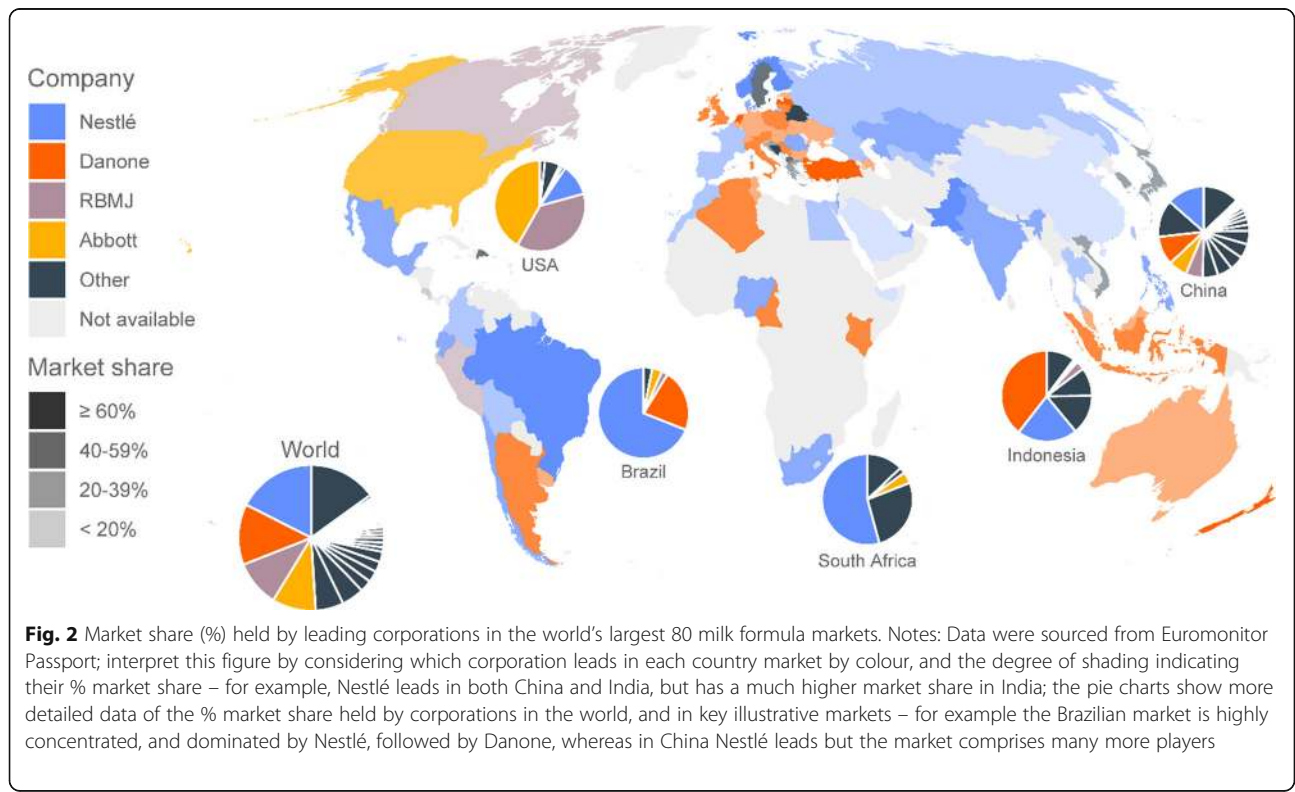 Company
Nestlé
Danone
RBMJ
Abbott
Other
Not available
Market share
≥ 60%
40-59%
20-39%
< 20%
World
USA
Brazil
South Africa
Indonesia
China
Fig. 2 Market share (%) held by leading corporations in the world's largest 80 milk formula markets. Notes: Data were sourced from Euromonitor
Passport; interpret this figure by considering which corporation leads in each country market by colour, and the degree of shading indicating
their % market share – for example, Nestlé leads in both China and India, but has a much higher market share in India; the pie charts show more
detailed data of the % market share held by corporations in the world, and in key illustrative markets – for example the Brazilian market is highly
concentrated, and dominated by Nestlé, followed by Danone, whereas in China Nestlé leads but the market comprises many more players